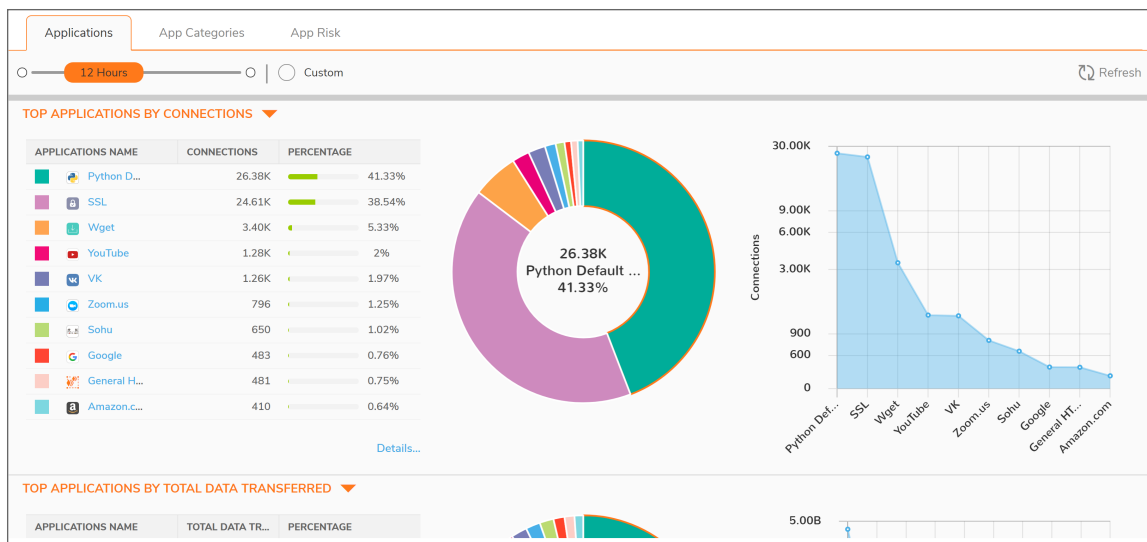 Applications App Categories App Risk
12 Hours Custom Refresh
TOP APPLICATIONS BY CONNECTIONS
APPLICATIONS NAME CONNECTIONS PERCENTAGE
Python D... 26.38K 41.33%
SSL 24.61K 38.54%
Wget 3.40K 5.33%
YouTube 1.28K 2%
VK 1.26K 1.97%
Zoom.us 796 1.25%
Sohu 650 1.02%
Google 483 0.76%
General H... 481 0.75%
Amazon.c... 410 0.64%
Details...
26.38K
Python Default ...
41.33%
Connections
30.00K
9.00K
6.00K
3.00K
900
600
0
Python Def...
SSL
Wget
YouTube
VK
Zoom.us
Sohu
Google
General HT...
Amazon.com
TOP APPLICATIONS BY TOTAL DATA TRANSFERRED
APPLICATIONS NAME TOTAL DATA TR... PERCENTAGE
5.00B